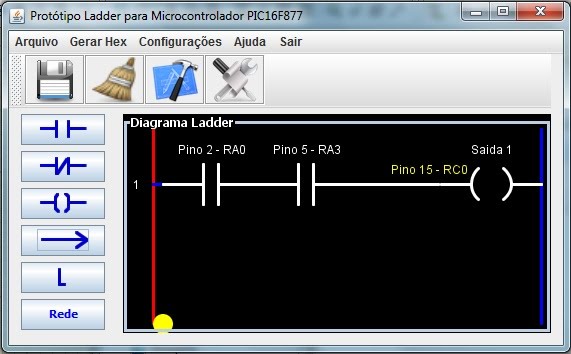 Protótipo Ladder para Microcontrolador PIC16F877
Arquivo Gerar Hex Configurações Ajuda Sair
Diagrama Ladder
Pino 2 - RA0 Pino 5 - RA3 Saida 1
Pino 15 - RC0
1
L
Rede